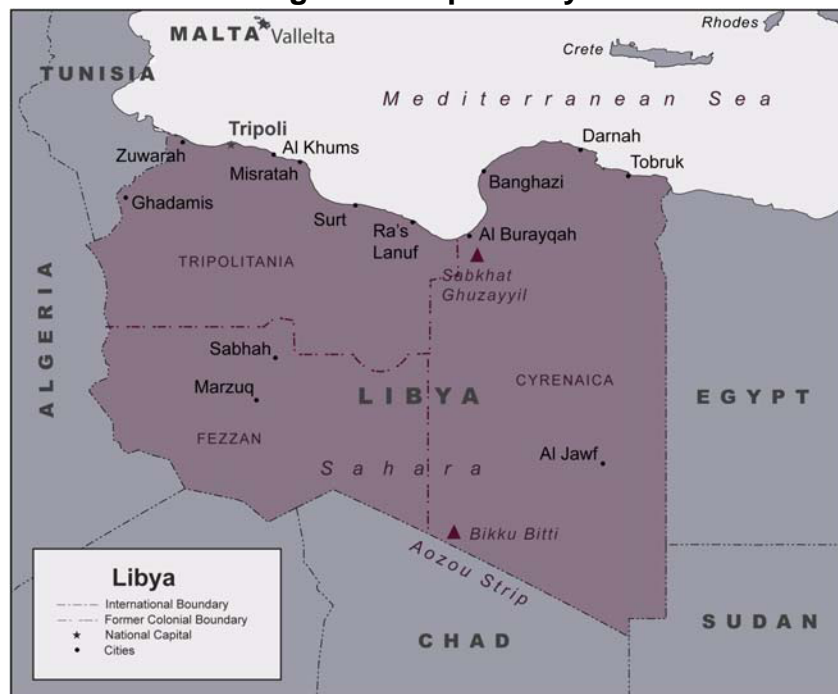 MALTA
Vallelta
Rhodes
Crete
TUNISIA
Mediterranean Sea
Tripoli
Zuwarah
Al Khums
Misratah
Darnah
Tobruk
Banghazi
Ghadamis
Surt
Ra's
Lanuf
Al Burayqah
TRIPOLITANIA
Sabkhat
Ghuzayyil
ALGERIA
Sabhah
Marzuq
LIBYA
CYRENAICA
EGYPT
FEZZAN
Sahara
Al Jawf
Bikku Bitti
Aozou Strip
CHAD
SUDAN
Libya
International Boundary
Former Colonial Boundary
National Capital
Cities